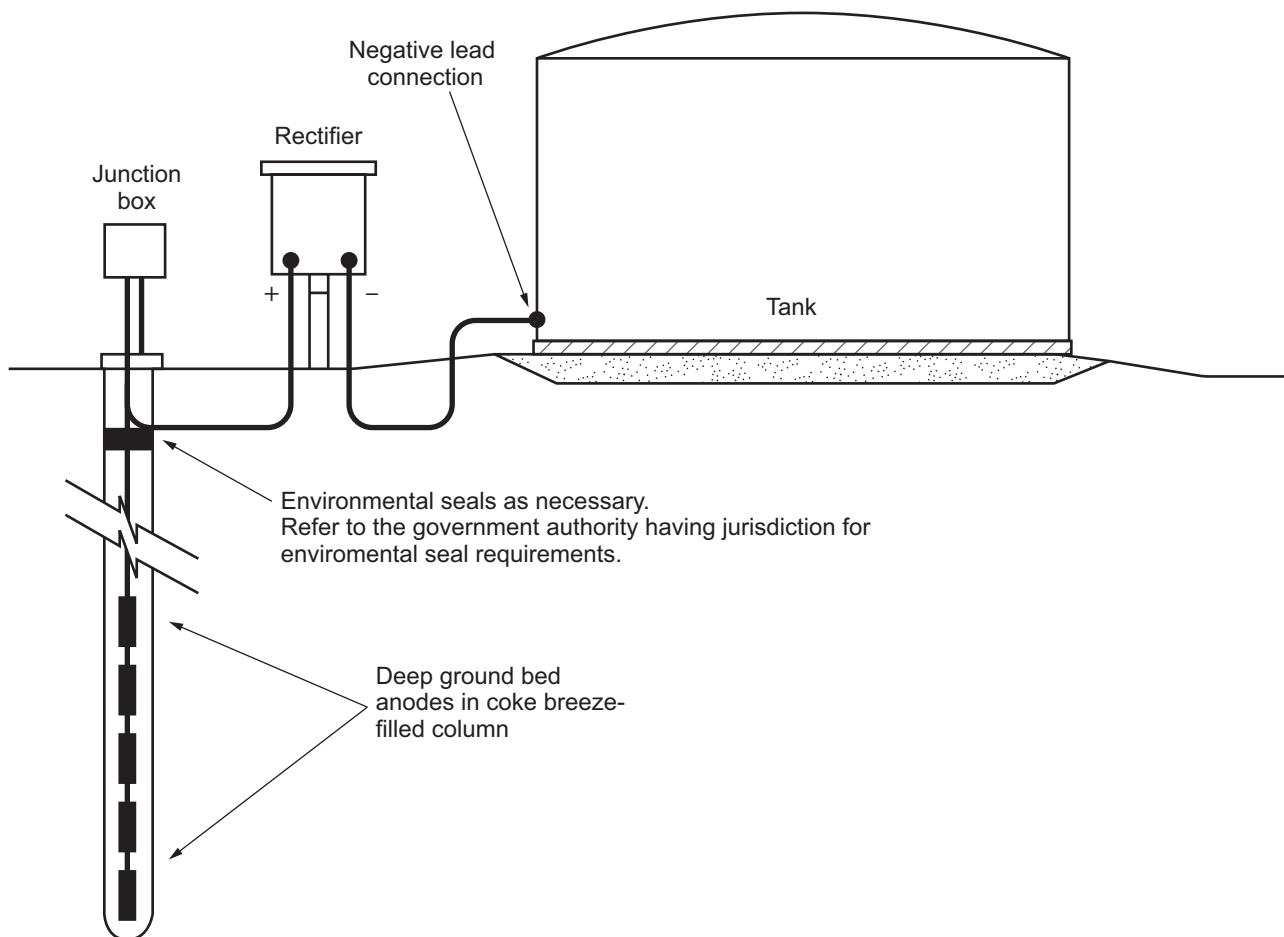 Negative lead
connection
Rectifier
Junction
box
+
−
Tank
Environmental seals as necessary.
Refer to the government authority having jurisdiction for
enviromental seal requirements.
Deep ground bed
anodes in coke breeze-
filled column